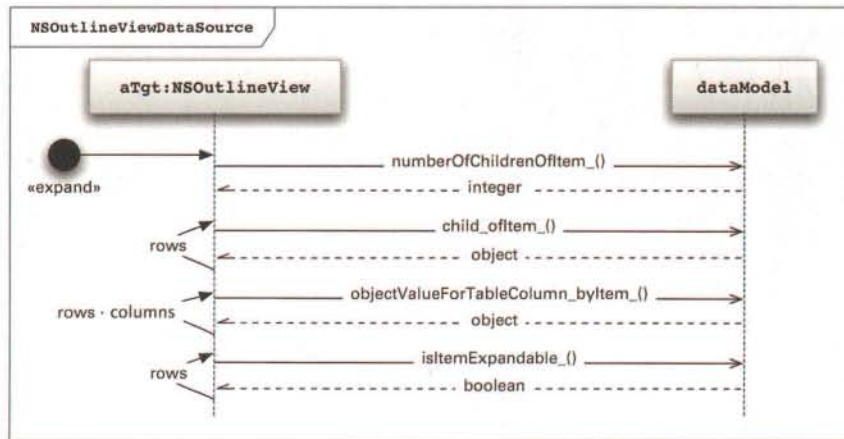 NSOutlineViewDataSource
aTgt:NSOutlineView
dataModel
numberOfChildrenOfItem_()
«expand»
integer
child_ofItem_()
rows
object
objectValueForTableColumn_byItem_()
rows · columns
object
isItemExpandable_()
rows
boolean